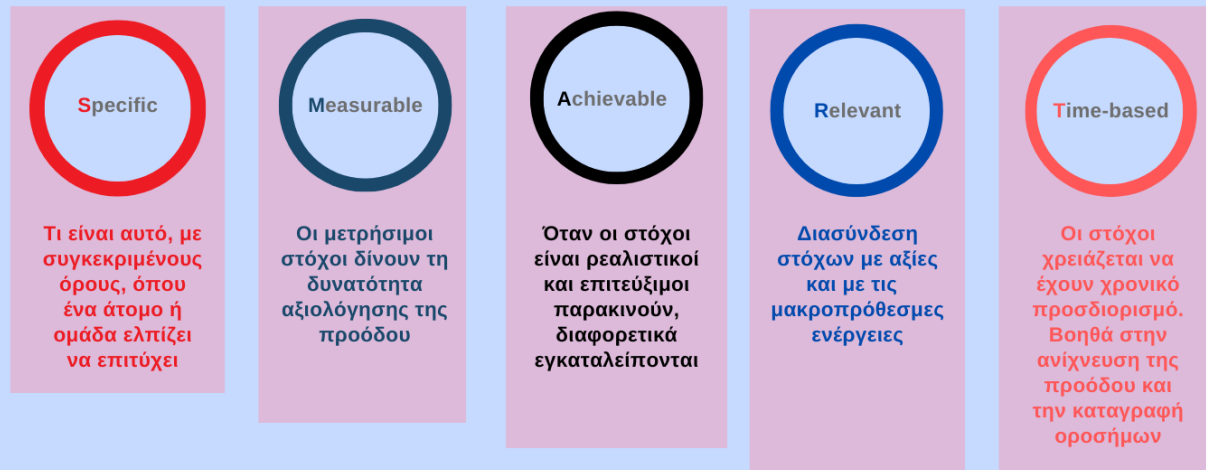 Specific
Τι είναι αυτό, με
συγκεκριμένους
όρους, όπου
ένα άτομο ή
ομάδα ελπίζει
να επιτύχει
Measurable
Οι μετρήσιμοι
στόχοι δίνουν τη
δυνατότητα
αξιολόγησης της
προόδου
Achievable
Όταν οι στόχοι
είναι ρεαλιστικοί
και επιτεύξιμοι
παρακινούν,
διαφορετικά
εγκαταλείπονται
Relevant
Διασύνδεση
στόχων με αξίες
και με τις
μακροπρόθεσμες
ενέργειες
Time-based
Οι στόχοι
χρειάζεται να
έχουν χρονικό
προσδιορισμό.
Βοηθά στην
ανίχνευση της
προόδου και
την καταγραφή
οροσήμων